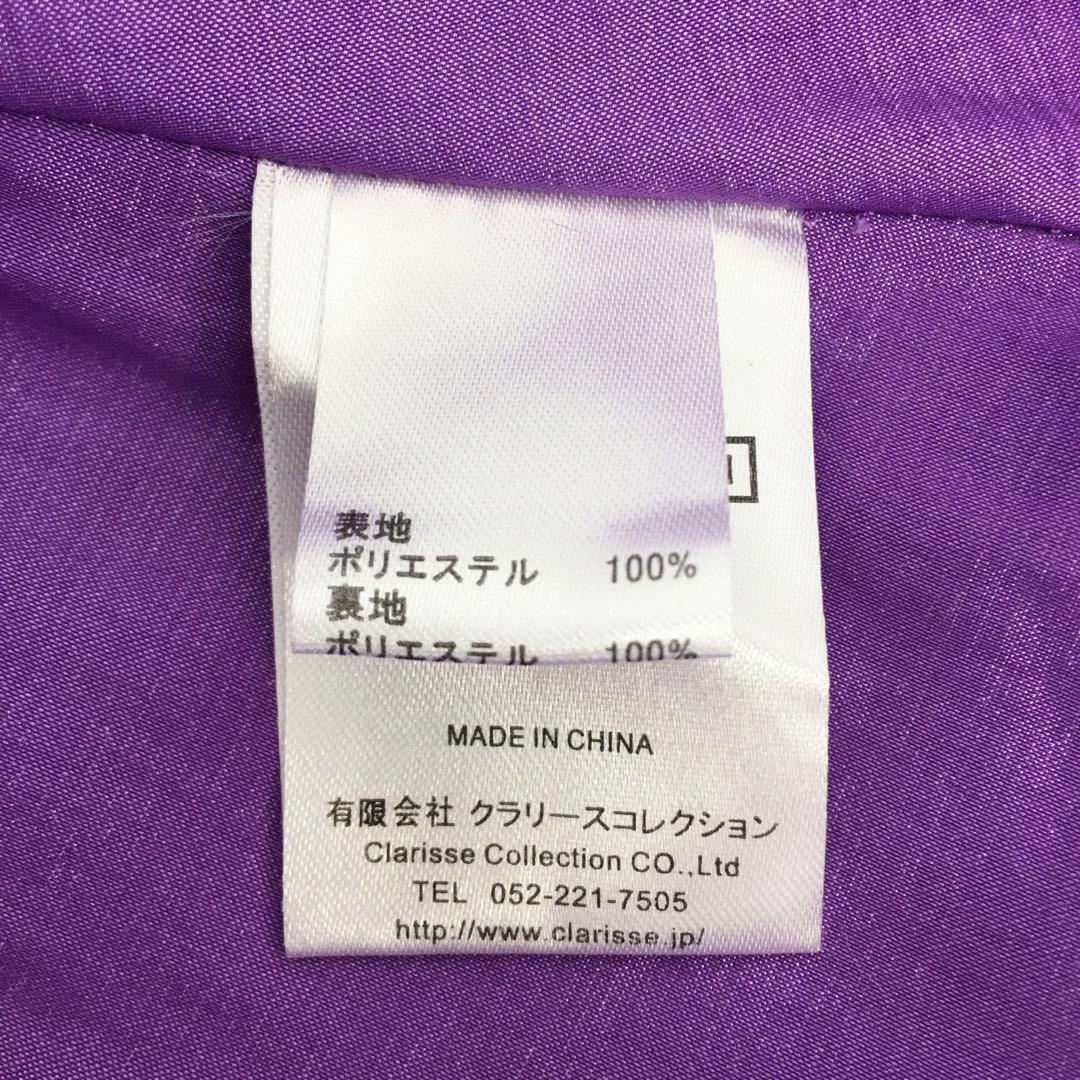 表地
ポリエステル 100%
裏地
ポリエステル 100%
MADE IN CHINA
有限会社 クラリースコレクション
Clarisse Collection CO.,Ltd
TEL 052-221-7505
http://www.clarisse.jp/